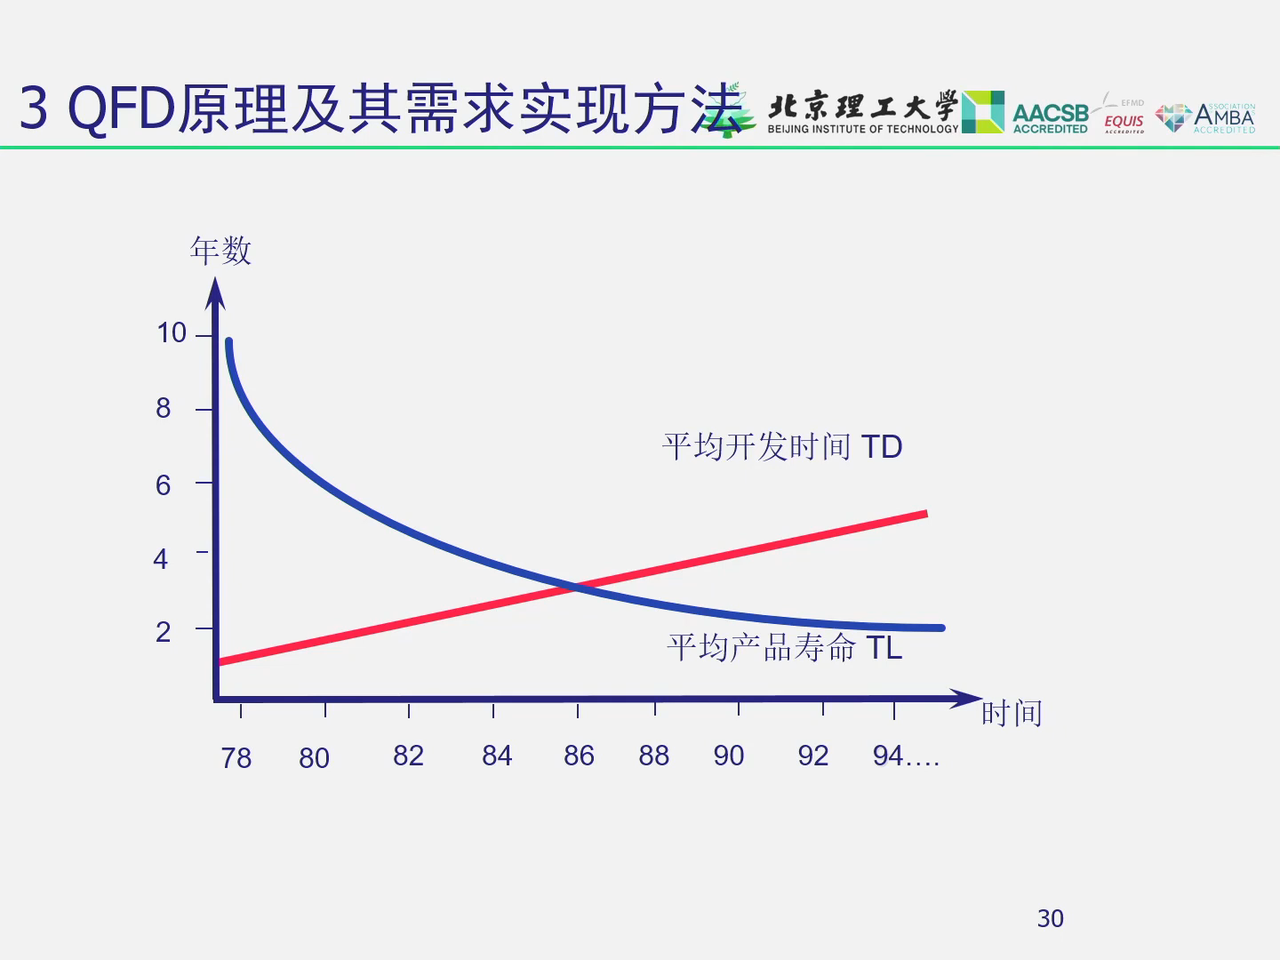 3 QFD原理及其需求实现方法
北京理工大学
BEIJING INSTITUTE OF TECHNOLOGY
AACSB
ACCREDITED
EFMD
EQUIS
ACCREDITED
ASSOCIATION
AMBA
ACCREDITED
年数
10
8
6
4
2
平均开发时间 TD
平均产品寿命 TL
时间
78 80 82 84 86 88 90 92 94....
30